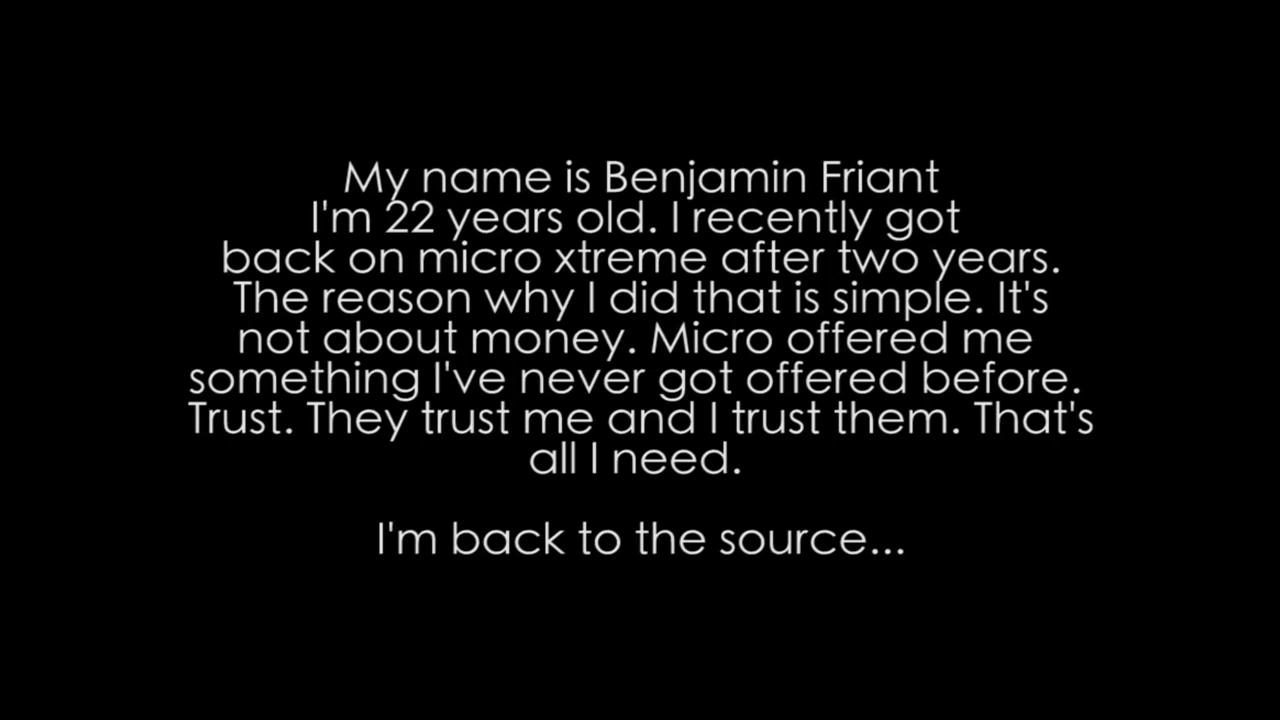 My name is Benjamin Friant
I'm 22 years old. I recently got
back on micro xtreme after two years.
The reason why I did that is simple. It's
not about money. Micro offered me
something I've never got offered before.
Trust. They trust me and I trust them. That's
all I need.
I'm back to the source...